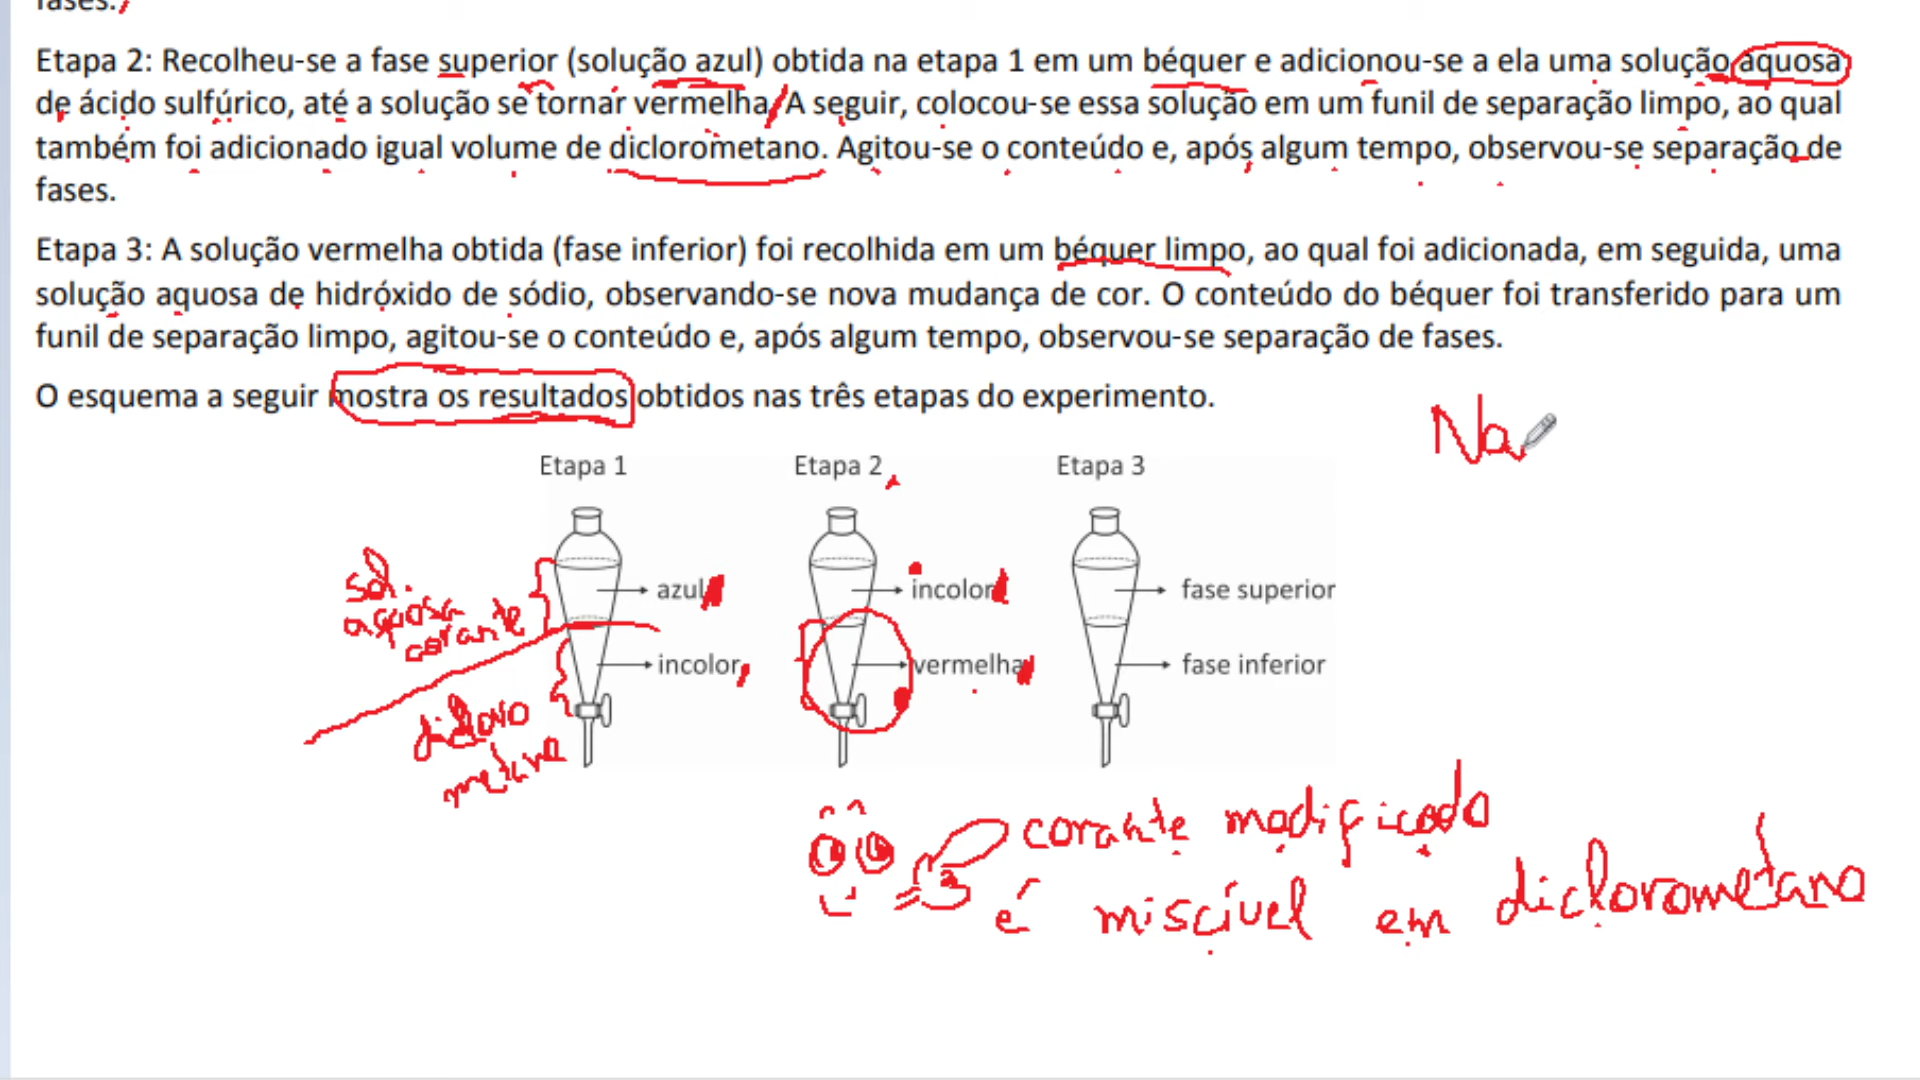 fases.
Etapa 2: Recolheu-se a fase superior (solução azul) obtida na etapa 1 em um béquer e adicionou-se a ela uma solução aquosa
de ácido sulfúrico, até a solução se tornar vermelha. A seguir, colocou-se essa solução em um funil de separação limpo, ao qual
também foi adicionado igual volume de diclorometano. Agitou-se o conteúdo e, após algum tempo, observou-se separação de
fases.
Etapa 3: A solução vermelha obtida (fase inferior) foi recolhida em um béquer limpo, ao qual foi adicionada, em seguida, uma
solução aquosa de hidróxido de sódio, observando-se nova mudança de cor. O conteúdo do béquer foi transferido para um
funil de separação limpo, agitou-se o conteúdo e, após algum tempo, observou-se separação de fases.
O esquema a seguir mostra os resultados obtidos nas três etapas do experimento.
Na
Etapa 1 Etapa 2 Etapa 3
sol.
aquosa
corante
azul incolor fase superior
incolor vermelha fase inferior
dicloro
metano
corante modificado
é miscível em diclorometano